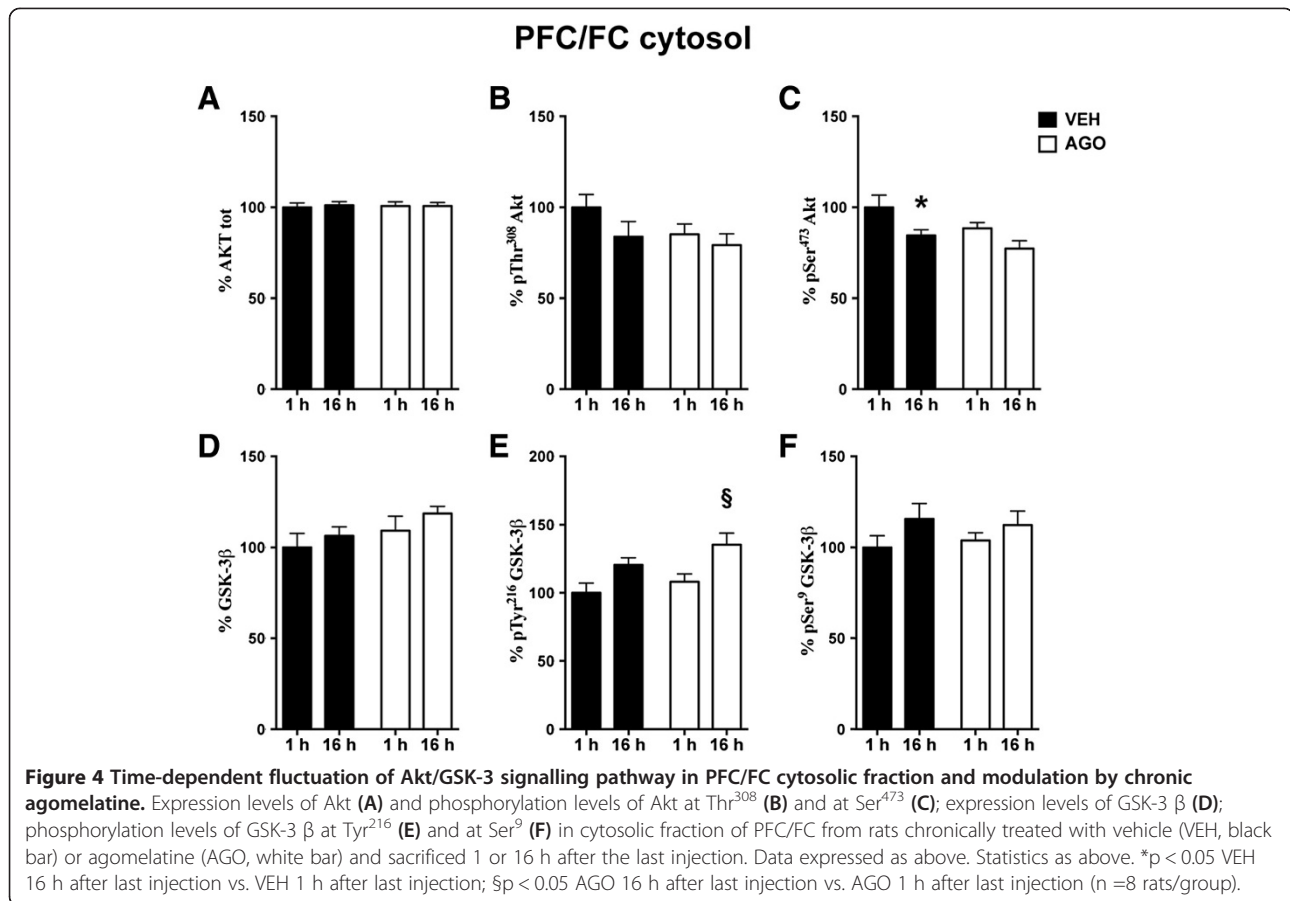 PFC/FC cytosol
A
150
100
50
0
% AKT tot
1 h 16 h 1 h 16 h
B
150
100
50
0
% pThr308 Akt
1 h 16 h 1 h 16 h
C
150
100
50
0
% pSer473 Akt
*
1 h 16 h 1 h 16 h
VEH
AGO
D
150
100
50
0
% GSK-3β
1 h 16 h 1 h 16 h
E
200
150
100
50
0
% pTyr216 GSK-3β
§
1 h 16 h 1 h 16 h
F
150
100
50
0
% pSer9 GSK-3β
1 h 16 h 1 h 16 h
Figure 4 Time-dependent fluctuation of Akt/GSK-3 signalling pathway in PFC/FC cytosolic fraction and modulation by chronic
agomelatine. Expression levels of Akt (A) and phosphorylation levels of Akt at Thr308 (B) and at Ser473 (C); expression levels of GSK-3 β (D);
phosphorylation levels of GSK-3 β at Tyr216 (E) and at Ser9 (F) in cytosolic fraction of PFC/FC from rats chronically treated with vehicle (VEH, black
bar) or agomelatine (AGO, white bar) and sacrificed 1 or 16 h after the last injection. Data expressed as above. Statistics as above. *p < 0.05 VEH
16 h after last injection vs. VEH 1 h after last injection; §p < 0.05 AGO 16 h after last injection vs. AGO 1 h after last injection (n =8 rats/group).